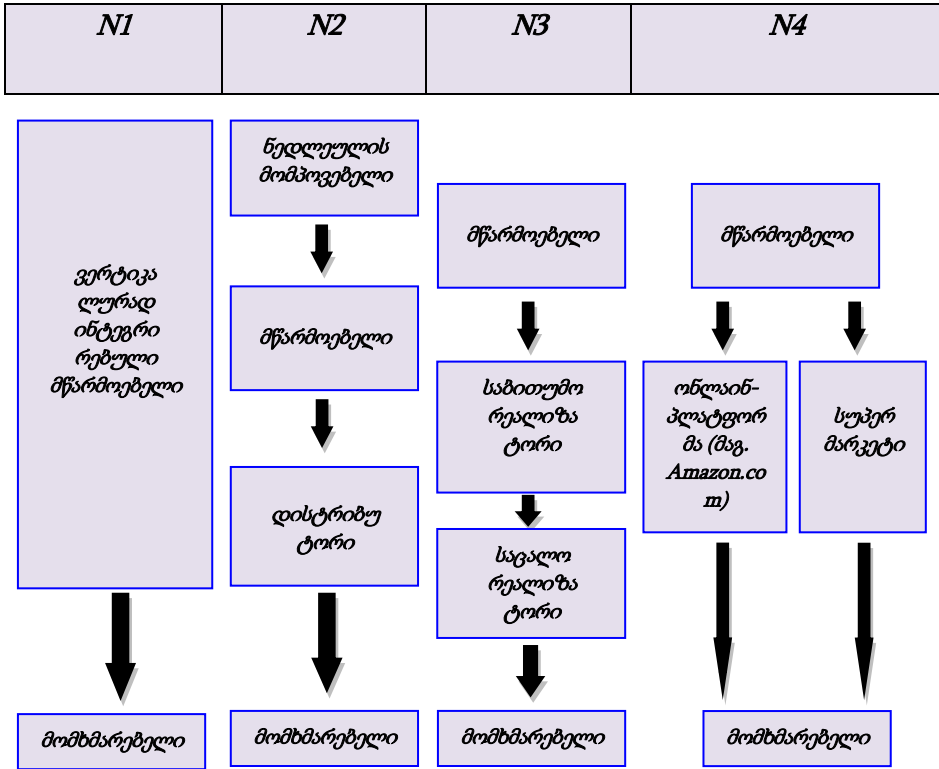 N1
N2
N3
N4
ვერტიკა
ლურად
ინტეგრი
რებული
მწარმოებელი
მომხმარებელი
ნედლეულის
მომპოვებელი
მწარმოებელი
დისტრიბუ
ტორი
მომხმარებელი
მწარმოებელი
საბითუმო
რეალიზა
ტორი
საცალო
რეალიზა
ტორი
მომხმარებელი
მწარმოებელი
ონლაინ-
პლატფორ
მა (მაგ.
Amazon.co
m)
სუპერ
მარკეტი
მომხმარებელი